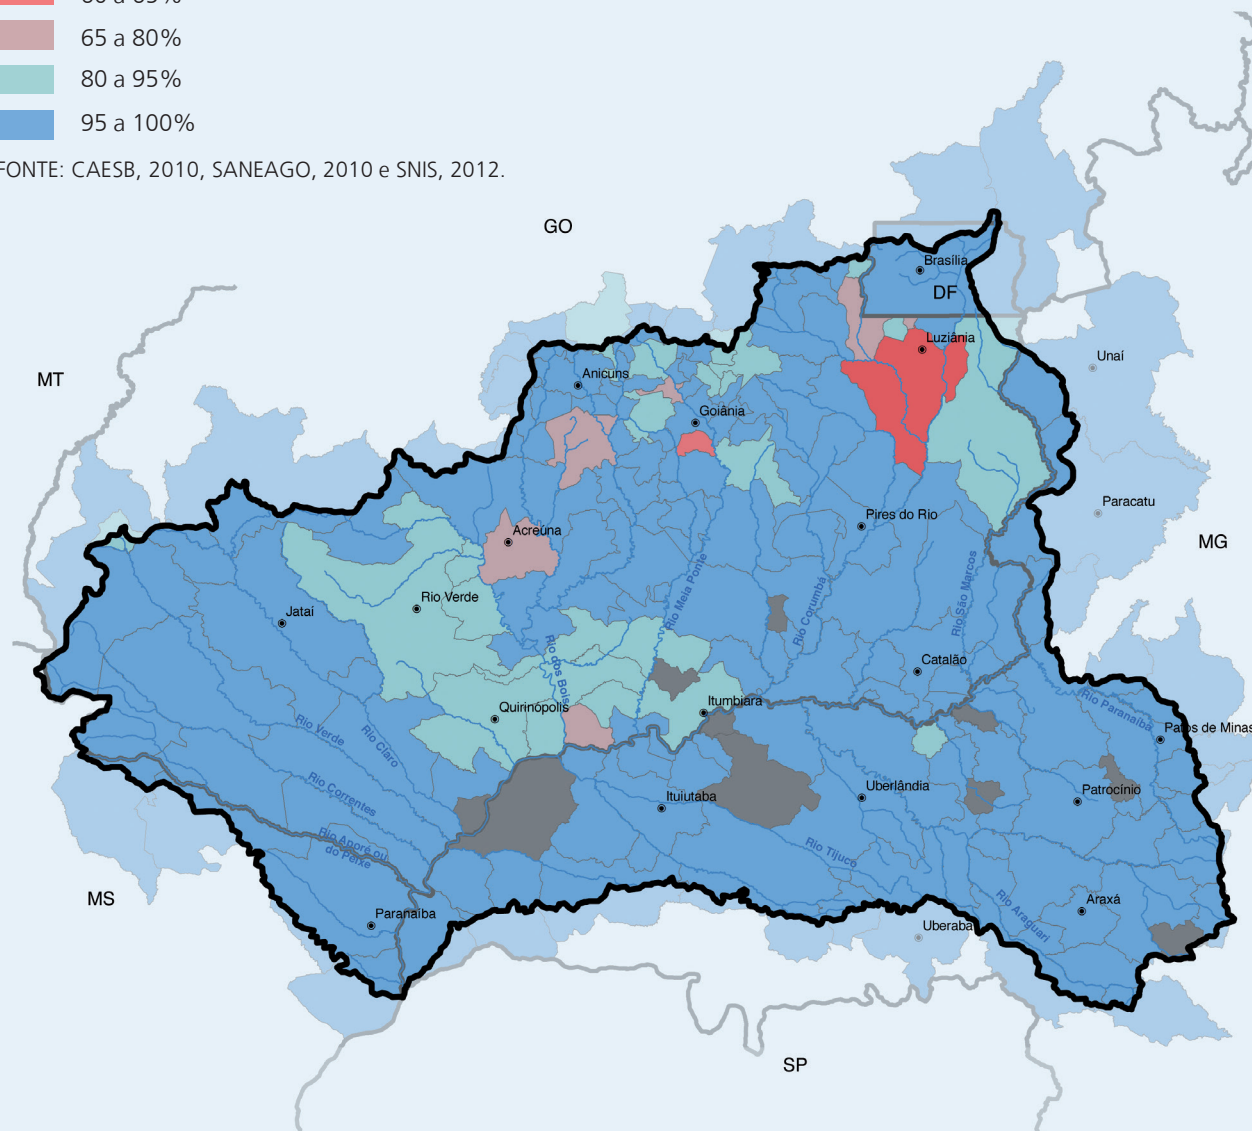 65 a 80%
80 a 95%
95 a 100%
FONTE: CAESB, 2010, SANEAGO, 2010 e SNIS, 2012.
GO
Brasília
DF
Luziânia
Unaí
MT
Anicuns
Goiânia
Paracatu
Acreúna
Pires do Rio
MG
Rio Meia Ponte
Rio Corumbá
Rio São Marcos
Rio Verde
Jataí
Rio dos Bois
Catalão
Quirinópolis
Itumbiara
Rio Paranaíba
Patos de Minas
Rio Verde
Rio Claro
Rio Correntes
Ituiutaba
Uberlândia
Patrocínio
Rio Aporé ou
do Peixe
Rio Tijuco
MS
Paranaíba
Rio Araguari
Araxá
Uberaba
SP